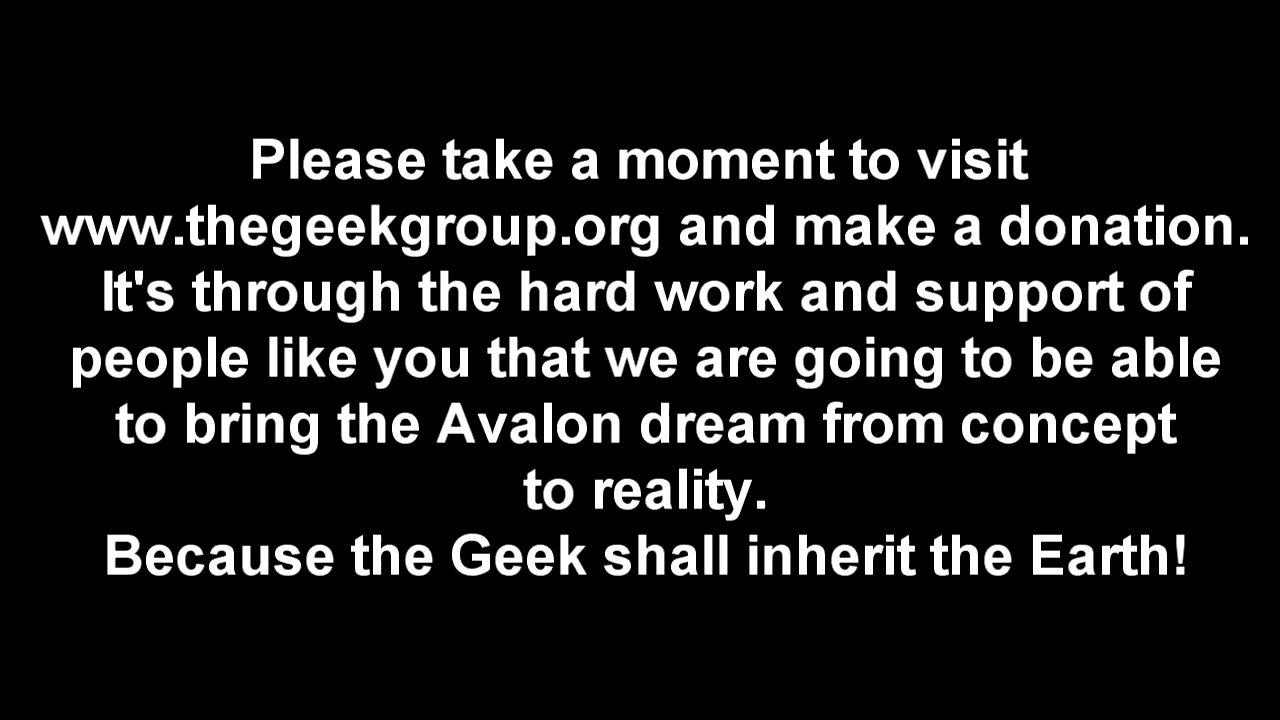 Please take a moment to visit
www.thegeekgroup.org and make a donation.
It's through the hard work and support of
people like you that we are going to be able
to bring the Avalon dream from concept
to reality.
Because the Geek shall inherit the Earth!